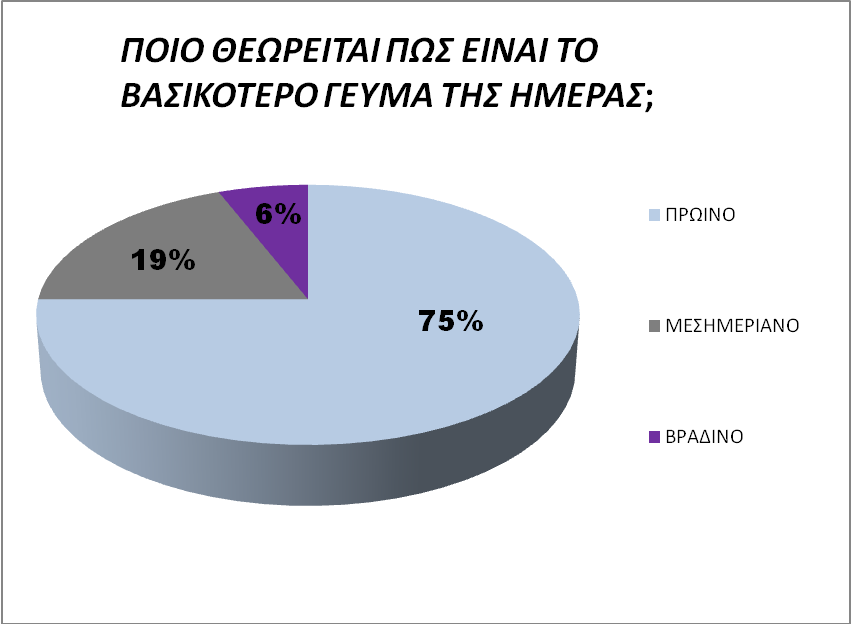 ΠΟΙΟ ΘΕΩΡΕΙΤΑΙ ΠΩΣ ΕΙΝΑΙ ΤΟ
ΒΑΣΙΚΟΤΕΡΟ ΓΕΥΜΑ ΤΗΣ ΗΜΕΡΑΣ;
6%
19%
75%
ΠΡΩΙΝΟ
ΜΕΣΗΜΕΡΙΑΝΟ
ΒΡΑΔΙΝΟ